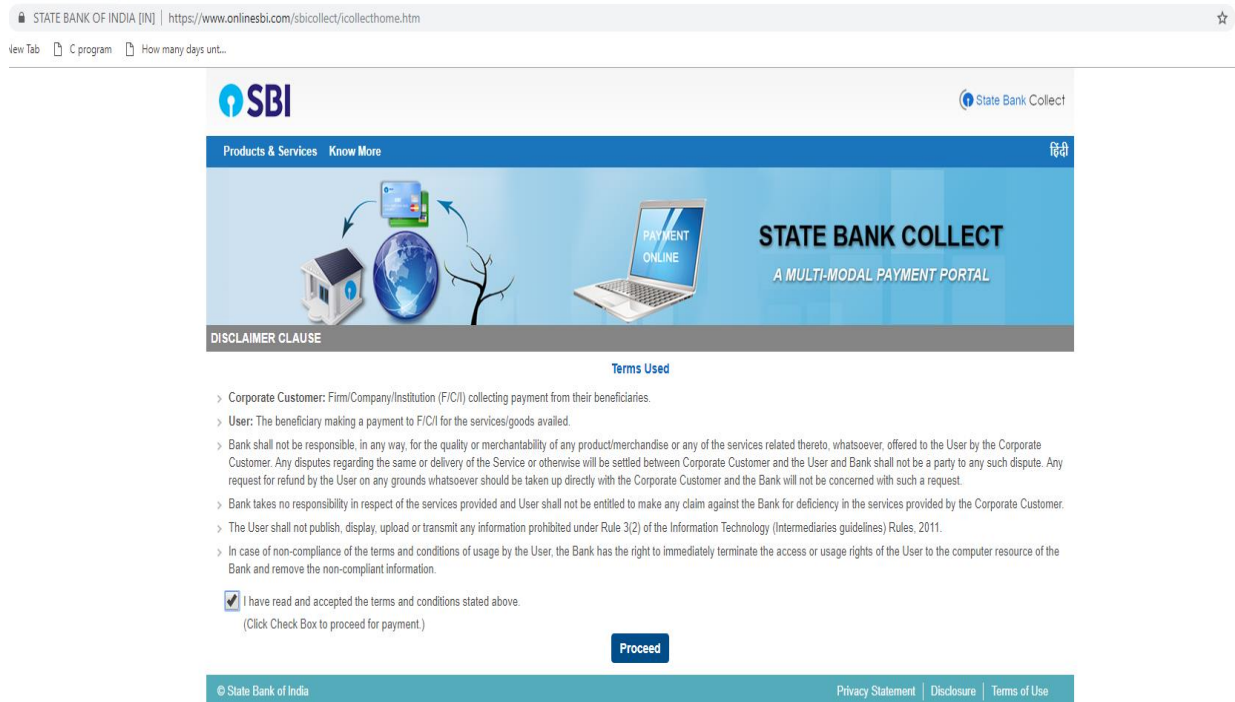 STATE BANK OF INDIA [IN] | https://www.onlinesbi.com/sbicollect/icollecthome.htm
New Tab C program How many days unt...
SBI
State Bank Collect
Products & Services Know More हिंदी
PAYMENT
ONLINE
STATE BANK COLLECT
A MULTI-MODAL PAYMENT PORTAL
DISCLAIMER CLAUSE
Terms Used
Corporate Customer: Firm/Company/Institution (F/C/I) collecting payment from their beneficiaries.
User: The beneficiary making a payment to F/C/I for the services/goods availed.
Bank shall not be responsible, in any way, for the quality or merchantability of any product/merchandise or any of the services related thereto, whatsoever, offered to the User by the Corporate
Customer. Any disputes regarding the same or delivery of the Service or otherwise will be settled between Corporate Customer and the User and Bank shall not be a party to any such dispute. Any
request for refund by the User on any grounds whatsoever should be taken up directly with the Corporate Customer and the Bank will not be concerned with such a request.
Bank takes no responsibility in respect of the services provided and User shall not be entitled to make any claim against the Bank for deficiency in the services provided by the Corporate Customer.
The User shall not publish, display, upload or transmit any information prohibited under Rule 3(2) of the Information Technology (Intermediaries guidelines) Rules, 2011.
In case of non-compliance of the terms and conditions of usage by the User, the Bank has the right to immediately terminate the access or usage rights of the User to the computer resource of the
Bank and remove the non-compliant information.
I have read and accepted the terms and conditions stated above.
(Click Check Box to proceed for payment.)
Proceed
© State Bank of India Privacy Statement | Disclosure | Terms of Use